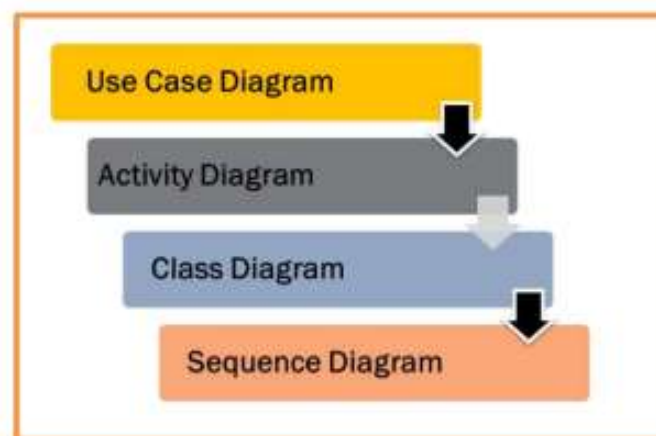 Use Case Diagram
Activity Diagram
Class Diagram
Sequence Diagram